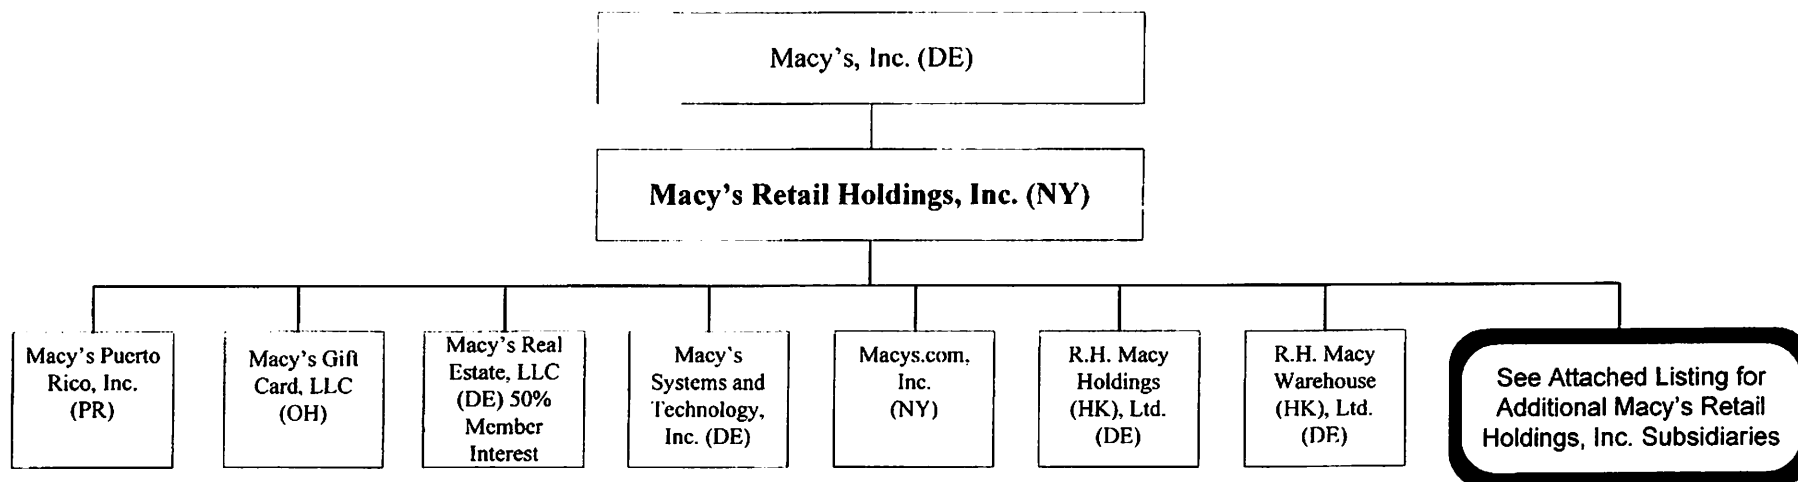 Macy's, Inc. (DE)
Macy's Retail Holdings, Inc. (NY)
Macy's Puerto
Rico, Inc.
(PR)
Macy's Gift
Card, LLC
(OH)
Macy's Real
Estate, LLC
(DE) 50%
Member
Interest
Macy's
Systems and
Technology,
Inc. (DE)
Macys.com,
Inc.
(NY)
R.H. Macy
Holdings
(HK), Ltd.
(DE)
R.H. Macy
Warehouse
(HK), Ltd.
(DE)
See Attached Listing for
Additional Macy's Retail
Holdings, Inc. Subsidiaries